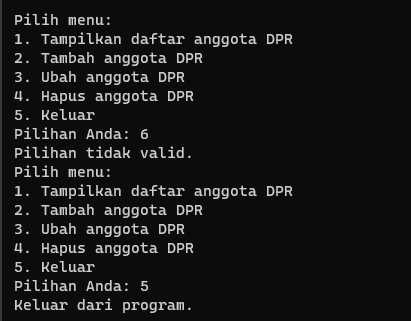 Pilih menu:
1. Tampilkan daftar anggota DPR
2. Tambah anggota DPR
3. Ubah anggota DPR
4. Hapus anggota DPR
5. Keluar
Pilihan Anda: 6
Pilihan tidak valid.
Pilih menu:
1. Tampilkan daftar anggota DPR
2. Tambah anggota DPR
3. Ubah anggota DPR
4. Hapus anggota DPR
5. Keluar
Pilihan Anda: 5
Keluar dari program.